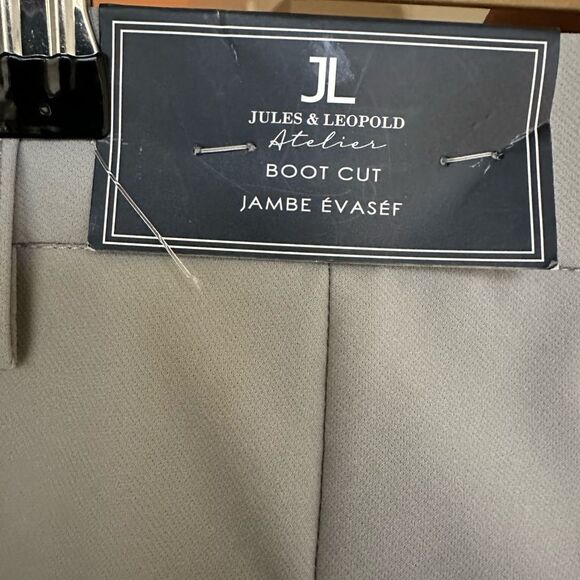 JL
JULES & LEOPOLD
Atelier
BOOT CUT
JAMBE ÉVASÉF